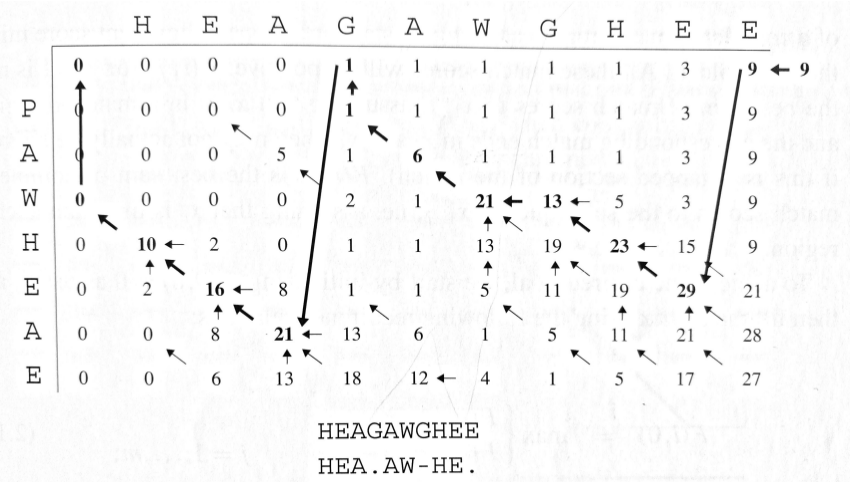 H E A G A W G H E E
0 0 0 0 1 1 1 1 1 3 9 ← 9
P 0 0 0 0 1 1 1 1 1 3 9
A 0 0 0 5 1 6 1 1 1 3 9
W 0 0 0 0 2 1 21 ← 13 ← 5 3 9
H 0 10 ← 2 0 1 1 13 19 23 ← 15 9
E 0 2 16 ← 8 1 1 5 11 19 29 21
A 0 0 8 21 ← 13 6 1 5 11 21 28
E 0 0 6 13 18 12 ← 4 1 5 17 27
HEAGAWGHEE
HEA.AW-HE.